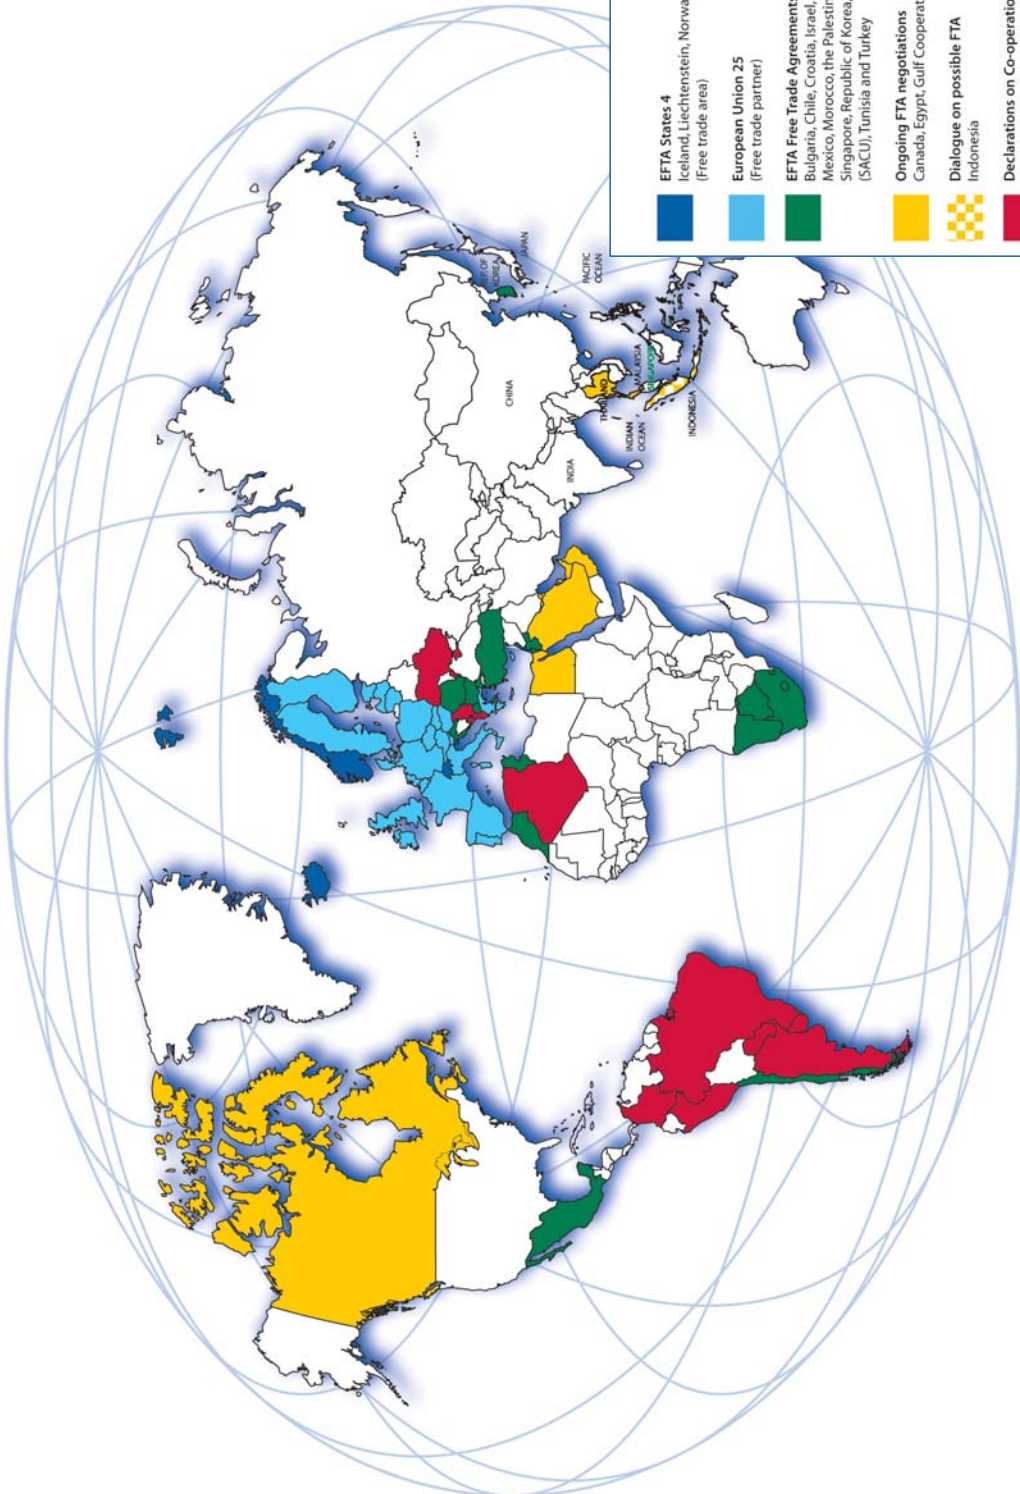 EFTA States 4
Iceland, Liechtenstein, Norwa
(Free trade area)
European Union 25
(Free trade partner)
EFTA Free Trade Agreements
Bulgaria, Chile, Croatia, Israel,
Mexico, Morocco, the Palestin
Singapore, Republic of Korea,
(SACU), Tunisia and Turkey
Ongoing FTA negotiations
Canada, Egypt, Gulf Cooperat
Dialogue on possible FTA
Indonesia
Declarations on Co-operatio
REP. OF
KOREA
JAPAN
CHINA
PACIFIC
OCEAN
INDIA
THAILAND
MALAYSIA
SINGAPORE
INDIAN
OCEAN
INDONESIA